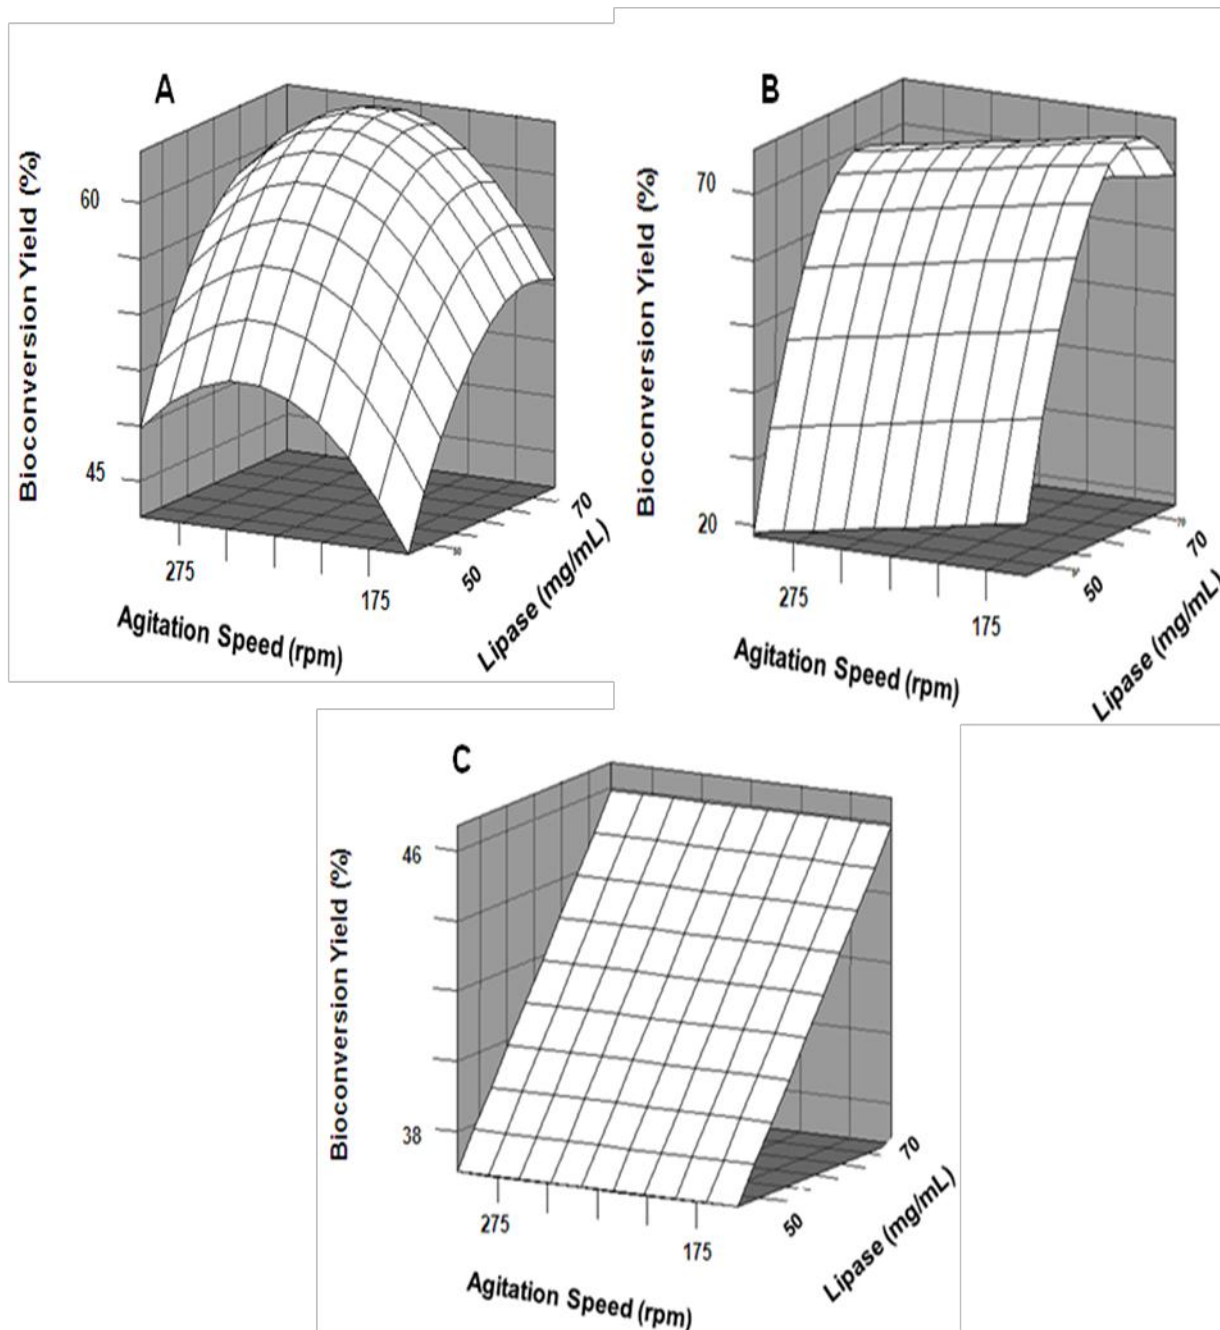 A
Bioconversion Yield (%)
60
45
275
175
Agitation Speed (rpm)
50
70
Lipase (mg/mL)
B
Bioconversion Yield (%)
70
20
275
175
Agitation Speed (rpm)
50
70
Lipase (mg/mL)
C
Bioconversion Yield (%)
46
38
275
175
Agitation Speed (rpm)
50
70
Lipase (mg/mL)